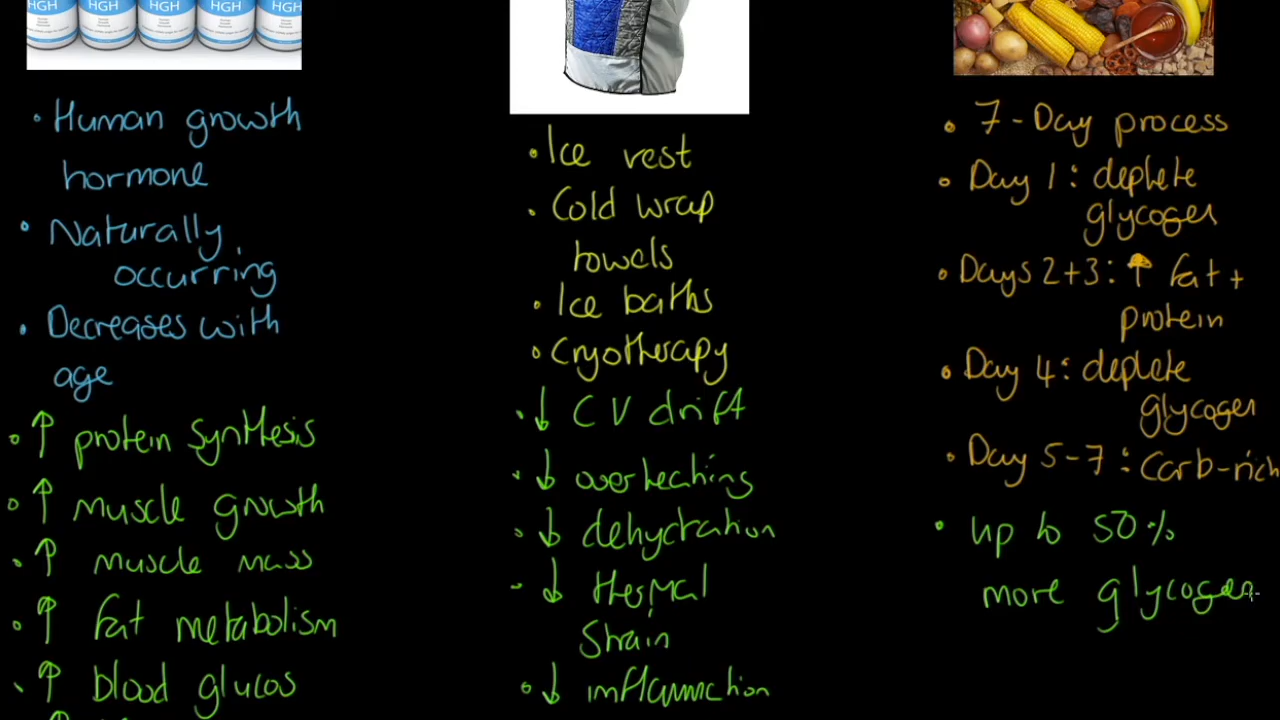 HGH HGH HGH HGH HGH
• Human growth
hormone
• Naturally
occurring
• Decreases with
age
• ↑ protein synthesis
• ↑ muscle growth
• ↑ muscle mass
• ↑ fat metabolism
• ↑ blood glucos
• Ice vest
• Cold wrap
towels
• Ice baths
• Cryotherapy
• ↓ CV drift
• ↓ overheating
• ↓ dehydration
• ↓ thermal
strain
• ↓ inflammation
• 7-Day process
• Day 1: deplete
glycogen
• Days 2+3: ↑ fat +
protein
• Day 4: deplete
glycogen
• Day 5-7: Carb-rich
• up to 50%
more glycogen